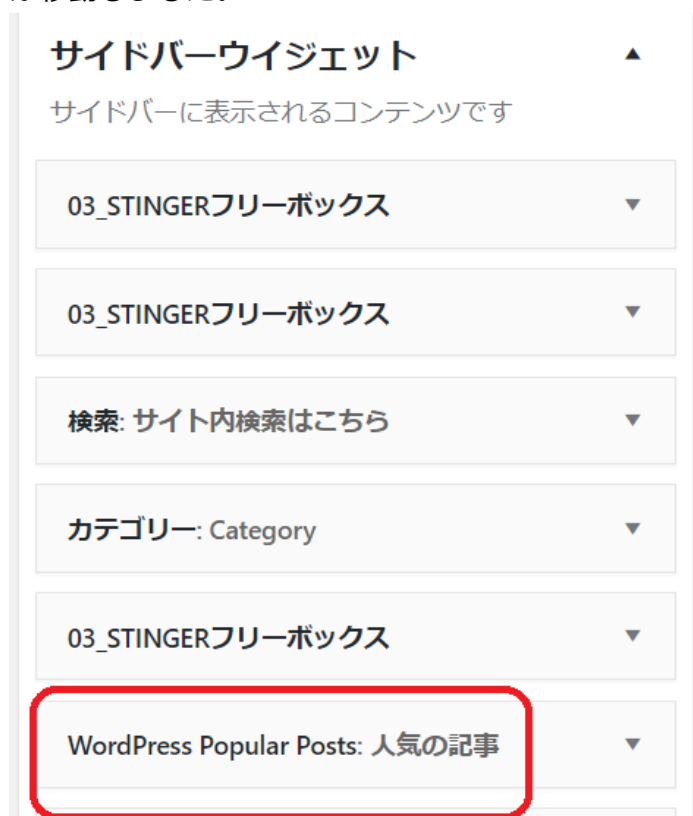 サイドバーウイジェット
サイドバーに表示されるコンテンツです
03_STINGERフリーボックス
03_STINGERフリーボックス
検索: サイト内検索はこちら
カテゴリー: Category
03_STINGERフリーボックス
WordPress Popular Posts: 人気の記事